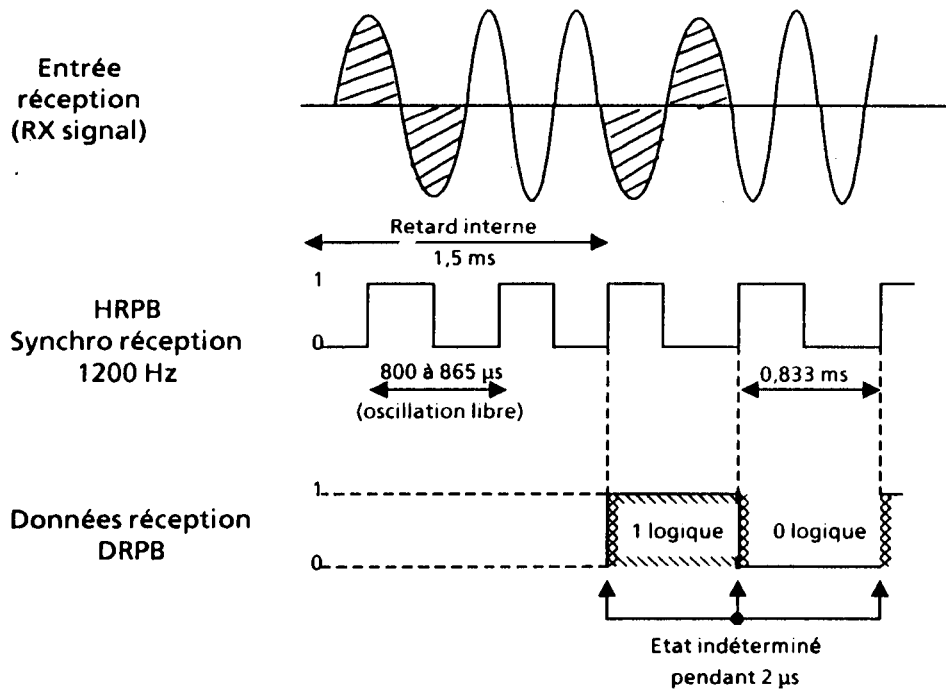 Entrée
réception
(RX signal)
Retard interne
1,5 ms
1
HRPB
Synchro réception
1200 Hz
0
800 à 865 µs
(oscillation libre)
0,833 ms
1
Données réception
DRPB
1 logique
0 logique
0
Etat indéterminé
pendant 2 µs